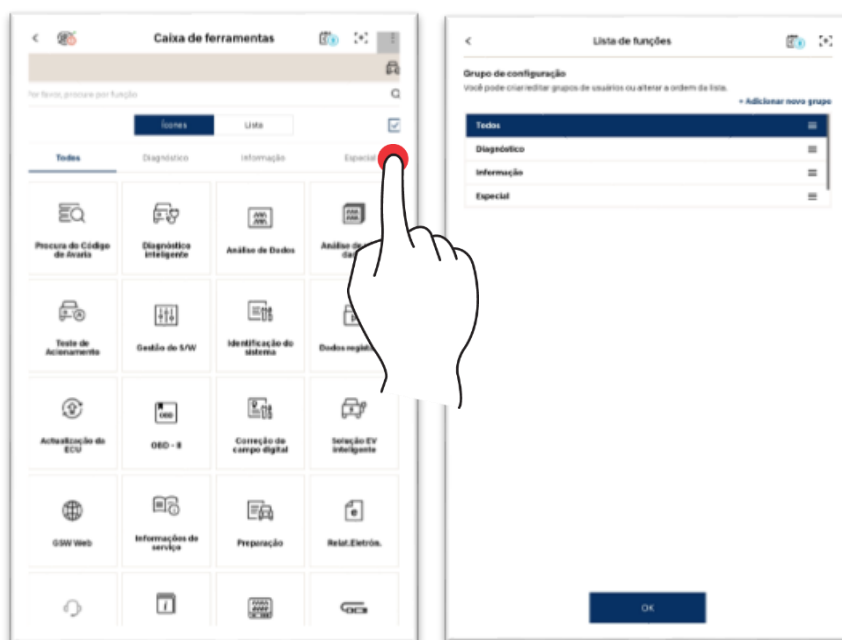 Caixa de ferramentas
Por favor, procure por função
Ícones
Lista
Todos
Diagnóstico
Informação
Especial
Procura do Código
de Avaria
Diagnóstico
inteligente
Análise de Dados
Análise de
Teste de
Acionamento
Gestão do S/W
Identificação do
sistema
Dados
Actualização da
ECU
OBD
OBD - II
Correção de
campo digital
Seleção EV
inteligente
GSW Web
Informações de
serviço
Preparação
Relat.Eletrón.
Lista de funções
Grupo de configuração
Você pode criar/editar grupos de usuários ou alterar a ordem da lista.
+ Adicionar novo grupo
Todos
Diagnóstico
Informação
Especial
OK